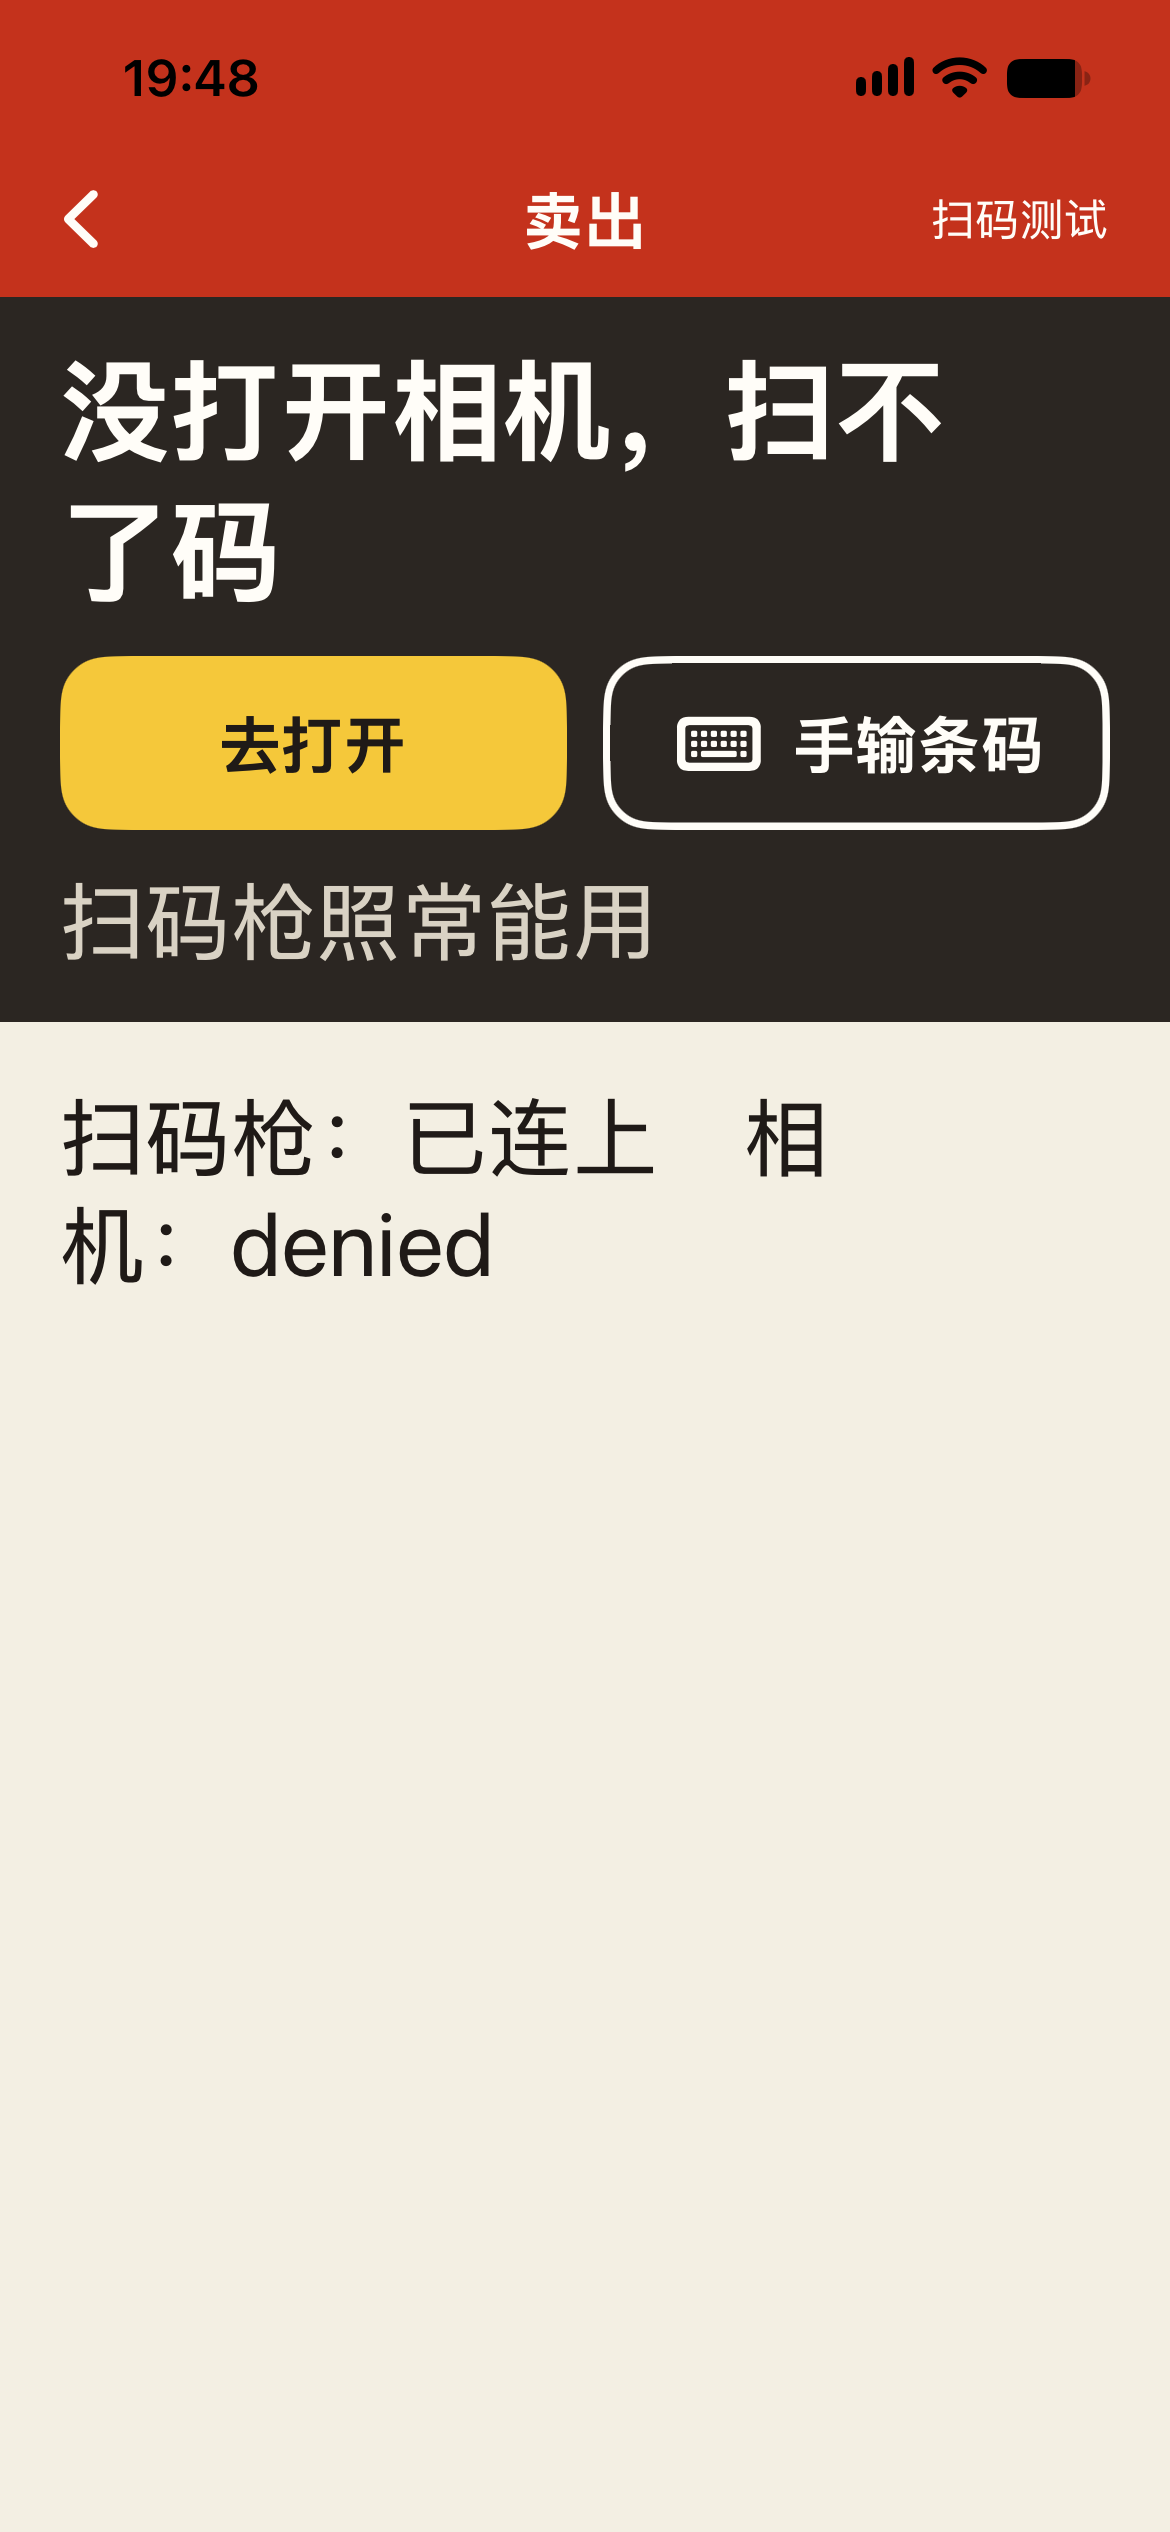 19:48
卖出
扫码测试
没打开相机，扫不
了码
去打开
手输条码
扫码枪照常能用
扫码枪：已连上　相
机：denied